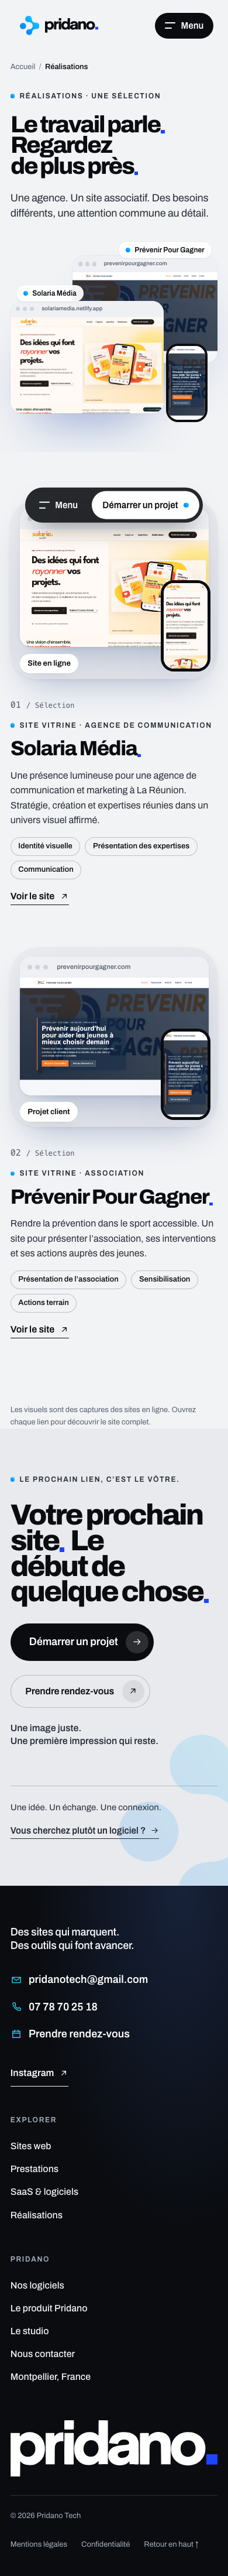 pridano.
Menu
Accueil / Réalisations
RÉALISATIONS · UNE SÉLECTION
Le travail parle.
Regardez
de plus près.
Une agence. Un site associatif. Des besoins
différents, une attention commune au détail.
Prévenir Pour Gagner
prevenirpourgagner.com
Solaria Média
solariamedia.netlify.app
Des idées qui font
rayonner vos
projets.
Menu
Démarrer un projet
Des idées qui font
rayonner vos
projets.
Site en ligne
01 / Sélection
SITE VITRINE · AGENCE DE COMMUNICATION
Solaria Média.
Une présence lumineuse pour une agence de
communication et marketing à La Réunion.
Stratégie, création et expertises réunies dans un
univers visuel affirmé.
Identité visuelle
Présentation des expertises
Communication
Voir le site ↗
prevenirpourgagner.com
PREVENIR
POUR
GAGNER
Prévenir aujourd'hui
pour aider les jeunes à
mieux choisir demain
Projet client
02 / Sélection
SITE VITRINE · ASSOCIATION
Prévenir Pour Gagner.
Rendre la prévention dans le sport accessible. Un
site pour présenter l'association, ses interventions
et ses actions auprès des jeunes.
Présentation de l'association
Sensibilisation
Actions terrain
Voir le site ↗
Les visuels sont des captures des sites en ligne. Ouvrez
chaque lien pour découvrir le site complet.
LE PROCHAIN LIEN, C'EST LE VÔTRE.
Votre prochain
site. Le
début de
quelque chose.
Démarrer un projet →
Prendre rendez-vous ↗
Une image juste.
Une première impression qui reste.
Une idée. Un échange. Une connexion.
Vous cherchez plutôt un logiciel ? →
Des sites qui marquent.
Des outils qui font avancer.
pridanotech@gmail.com
07 78 70 25 18
Prendre rendez-vous
Instagram ↗
EXPLORER
Sites web
Prestations
SaaS & logiciels
Réalisations
PRIDANO
Nos logiciels
Le produit Pridano
Le studio
Nous contacter
Montpellier, France
pridano.
© 2026 Pridano Tech
Mentions légales
Confidentialité
Retour en haut ↑